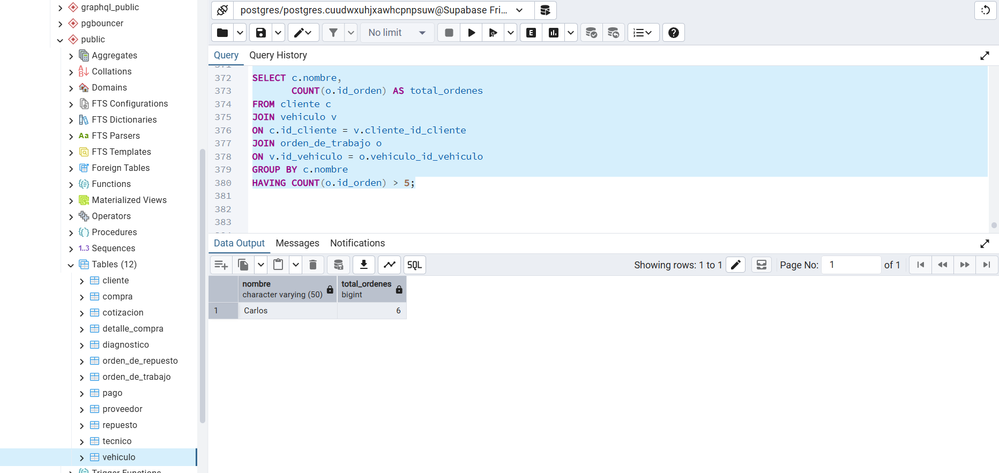 graphql_public
pgbouncer
public
Aggregates
Collations
Domains
FTS Configurations
FTS Dictionaries
Aa FTS Parsers
FTS Templates
Foreign Tables
Functions
Materialized Views
Operators
Procedures
1..3 Sequences
Tables (12)
cliente
compra
cotizacion
detalle_compra
diagnostico
orden_de_repuesto
orden_de_trabajo
pago
proveedor
repuesto
tecnico
vehiculo
Trigger Functions
postgres/postgres.cuudwxuhjxawhcpnpsuw@Supabase Fri...
No limit
E
Query Query History
371
372 SELECT c.nombre,
373 COUNT(o.id_orden) AS total_ordenes
374 FROM cliente c
375 JOIN vehiculo v
376 ON c.id_cliente = v.cliente_id_cliente
377 JOIN orden_de_trabajo o
378 ON v.id_vehiculo = o.vehiculo_id_vehiculo
379 GROUP BY c.nombre
380 HAVING COUNT(o.id_orden) > 5;
381
382
383
Data Output Messages Notifications
SQL Showing rows: 1 to 1 Page No: 1 of 1
nombre total_ordenes
character varying (50) bigint
1 Carlos 6